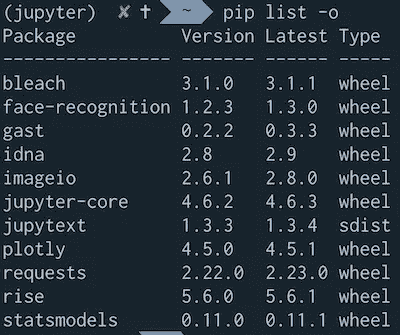 (jupyter) ✘ ✝ ~ pip list -o
Package Version Latest Type
---------------- ------- ------ -----
bleach 3.1.0 3.1.1 wheel
face-recognition 1.2.3 1.3.0 wheel
gast 0.2.2 0.3.3 wheel
idna 2.8 2.9 wheel
imageio 2.6.1 2.8.0 wheel
jupyter-core 4.6.2 4.6.3 wheel
jupytext 1.3.3 1.3.4 sdist
plotly 4.5.0 4.5.1 wheel
requests 2.22.0 2.23.0 wheel
rise 5.6.0 5.6.1 wheel
statsmodels 0.11.0 0.11.1 wheel